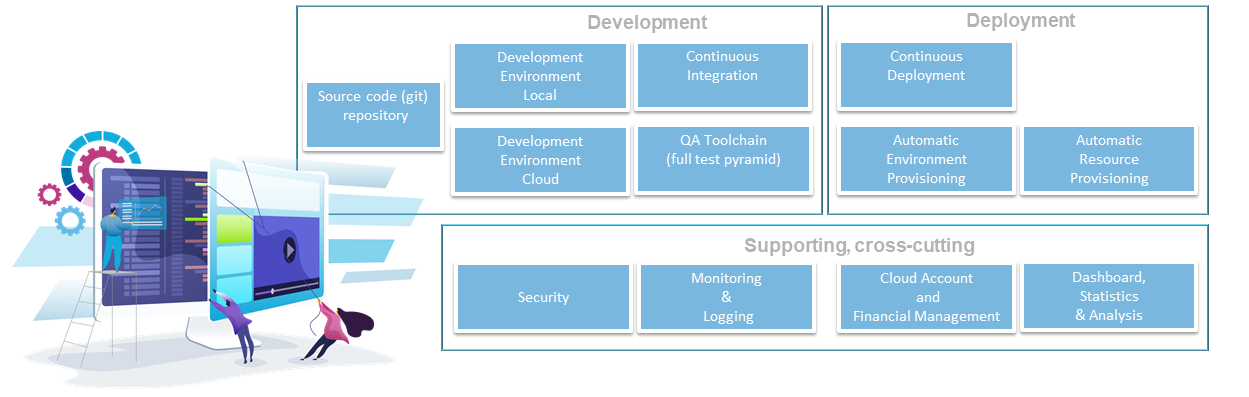 Development
Source code (git)
repository
Development
Environment
Local
Continuous
Integration
Development
Environment
Cloud
QA Toolchain
(full test pyramid)
Deployment
Continuous
Deployment
Automatic
Environment
Provisioning
Automatic
Resource
Provisioning
Supporting, cross-cutting
Security
Monitoring
&
Logging
Cloud Account
and
Financial Management
Dashboard,
Statistics
& Analysis